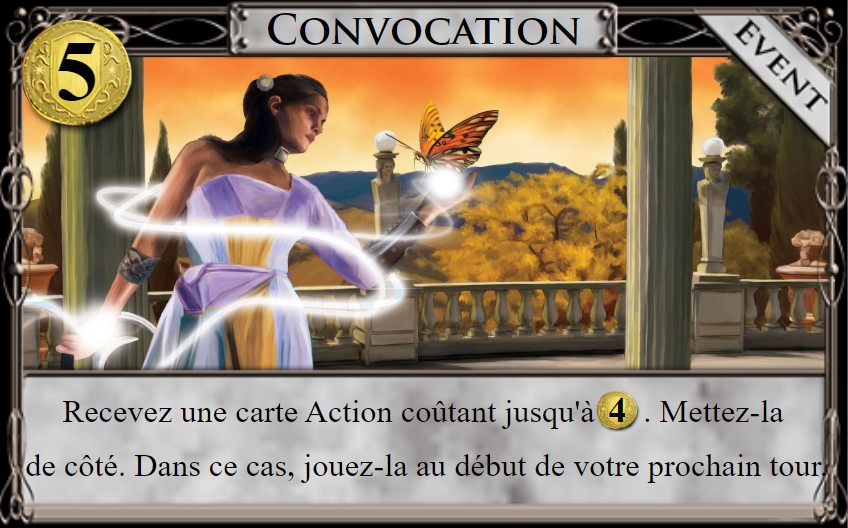 CONVOCATION
5
EVENT
Recevez une carte Action coûtant jusqu'à 4 . Mettez-la
de côté. Dans ce cas, jouez-la au début de votre prochain tour.